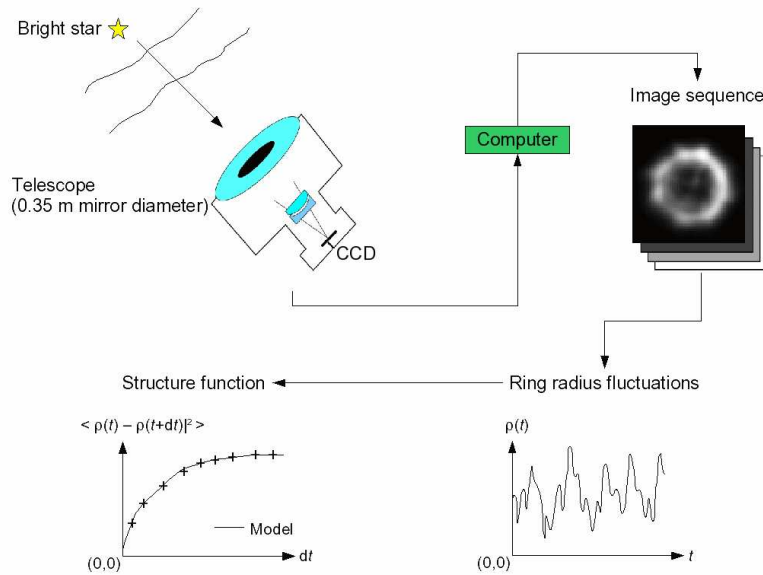 Bright star
Image sequence
Computer
Telescope
(0.35 m mirror diameter)
CCD
Structure function
Ring radius fluctuations
< ρ(t) – ρ(t+dt)|² >
ρ(t)
Model
(0,0)
dt
(0,0)
t